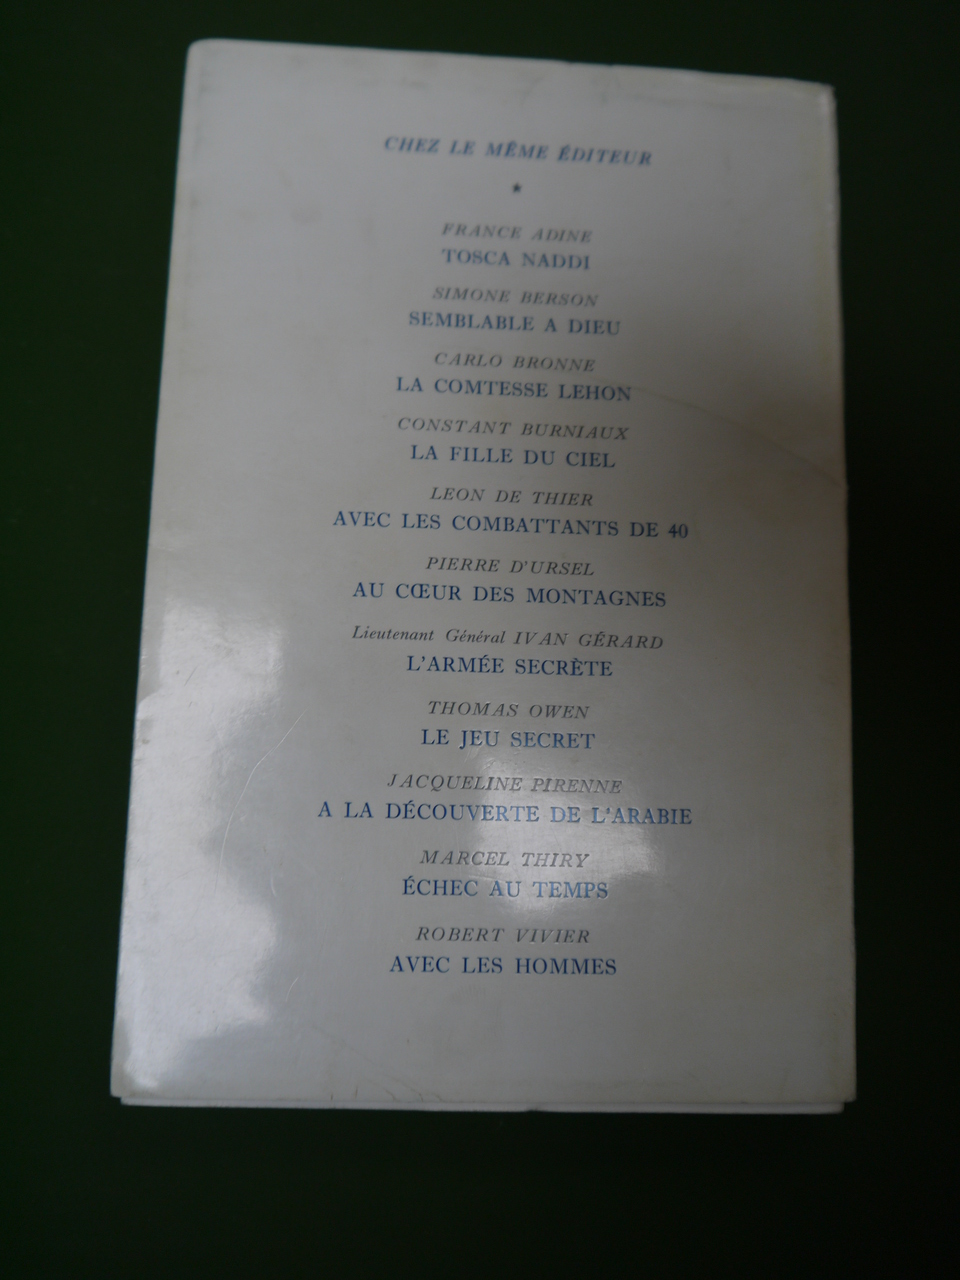 CHEZ LE MÊME ÉDITEUR
*
FRANCE ADINE
TOSCA NADDI
SIMONE BERSON
SEMBLABLE A DIEU
CARLO BRONNE
LA COMTESSE LEHON
CONSTANT BURNIAUX
LA FILLE DU CIEL
LEON DE THIER
AVEC LES COMBATTANTS DE 40
PIERRE D'URSEL
AU CŒUR DES MONTAGNES
Lieutenant Général IVAN GÉRARD
L'ARMÉE SECRÈTE
THOMAS OWEN
LE JEU SECRET
JACQUELINE PIRENNE
A LA DÉCOUVERTE DE L'ARABIE
MARCEL THIRY
ÉCHEC AU TEMPS
ROBERT VIVIER
AVEC LES HOMMES